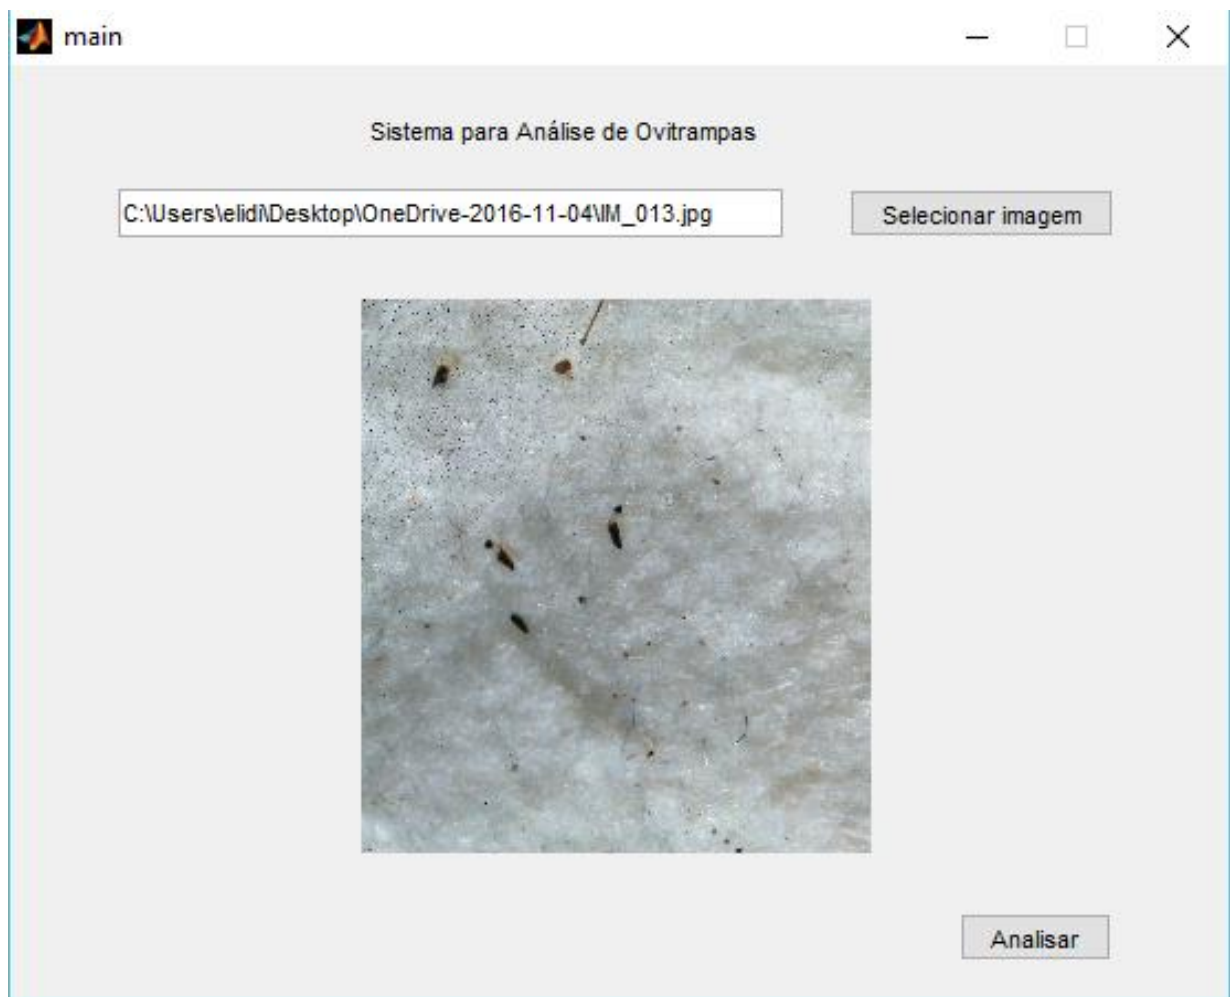 main
Sistema para Análise de Ovitrampas
C:\Users\elidi\Desktop\OneDrive-2016-11-04\IM_013.jpg
Selecionar imagem
Analisar